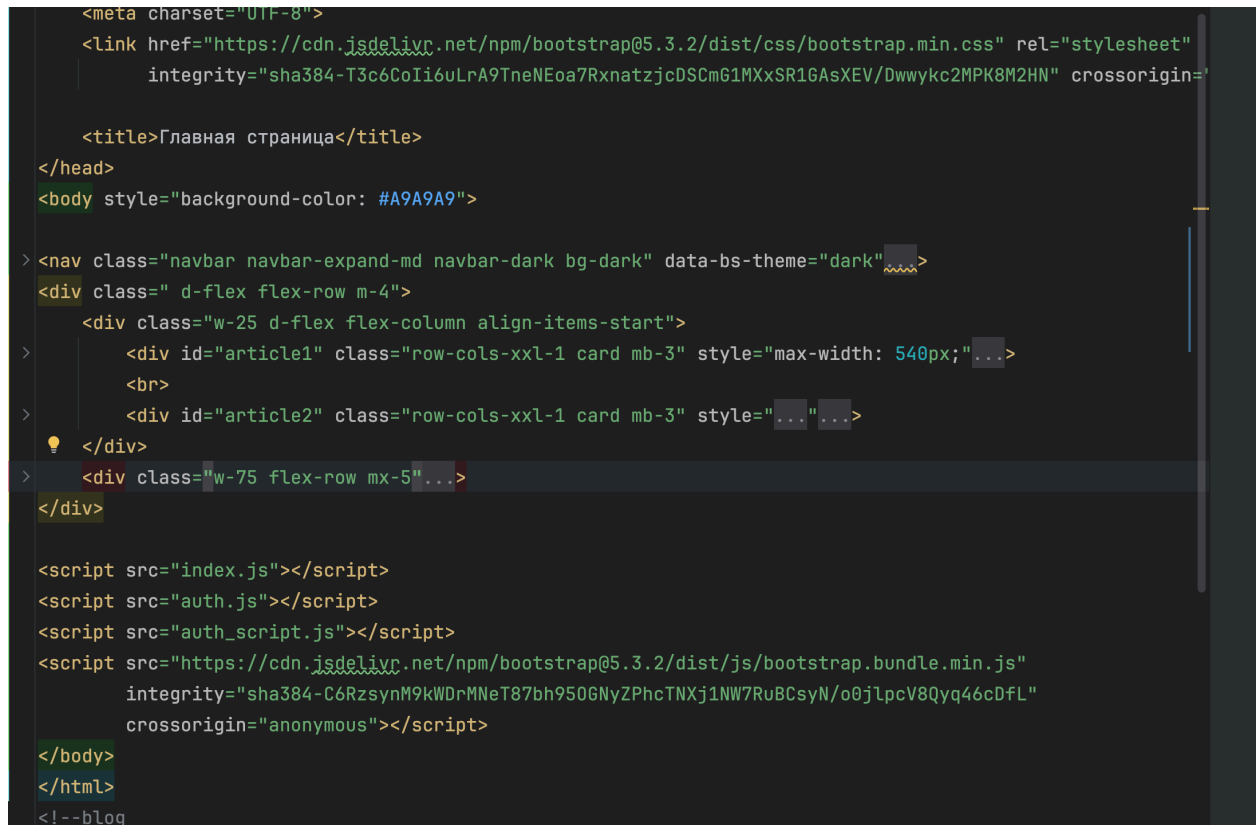 <meta charset="UTF-8">
<link href="https://cdn.jsdelivr.net/npm/bootstrap@5.3.2/dist/css/bootstrap.min.css" rel="stylesheet"
integrity="sha384-T3c6CoIi6uLrA9TneNEoa7RxnatzjcDSCmG1MXxSR1GAsXEV/Dwwykc2MPK8M2HN" crossorigin="
<title>Главная страница</title>
</head>
<body style="background-color: #A9A9A9">
<nav class="navbar navbar-expand-md navbar-dark bg-dark" data-bs-theme="dark"...>
<div class=" d-flex flex-row m-4">
<div class="w-25 d-flex flex-column align-items-start">
<div id="article1" class="row-cols-xxl-1 card mb-3" style="max-width: 540px;"...>
<br>
<div id="article2" class="row-cols-xxl-1 card mb-3" style="..."...>
</div>
<div class="w-75 flex-row mx-5"...>
</div>
<script src="index.js"></script>
<script src="auth.js"></script>
<script src="auth_script.js"></script>
<script src="https://cdn.jsdelivr.net/npm/bootstrap@5.3.2/dist/js/bootstrap.bundle.min.js"
integrity="sha384-C6RzsynM9kWDrMNeT87bh95OGNyZPhcTNXj1NW7RuBCsyN/o0jlpcV8Qyq46cDfL"
crossorigin="anonymous"></script>
</body>
</html>
<!--blog